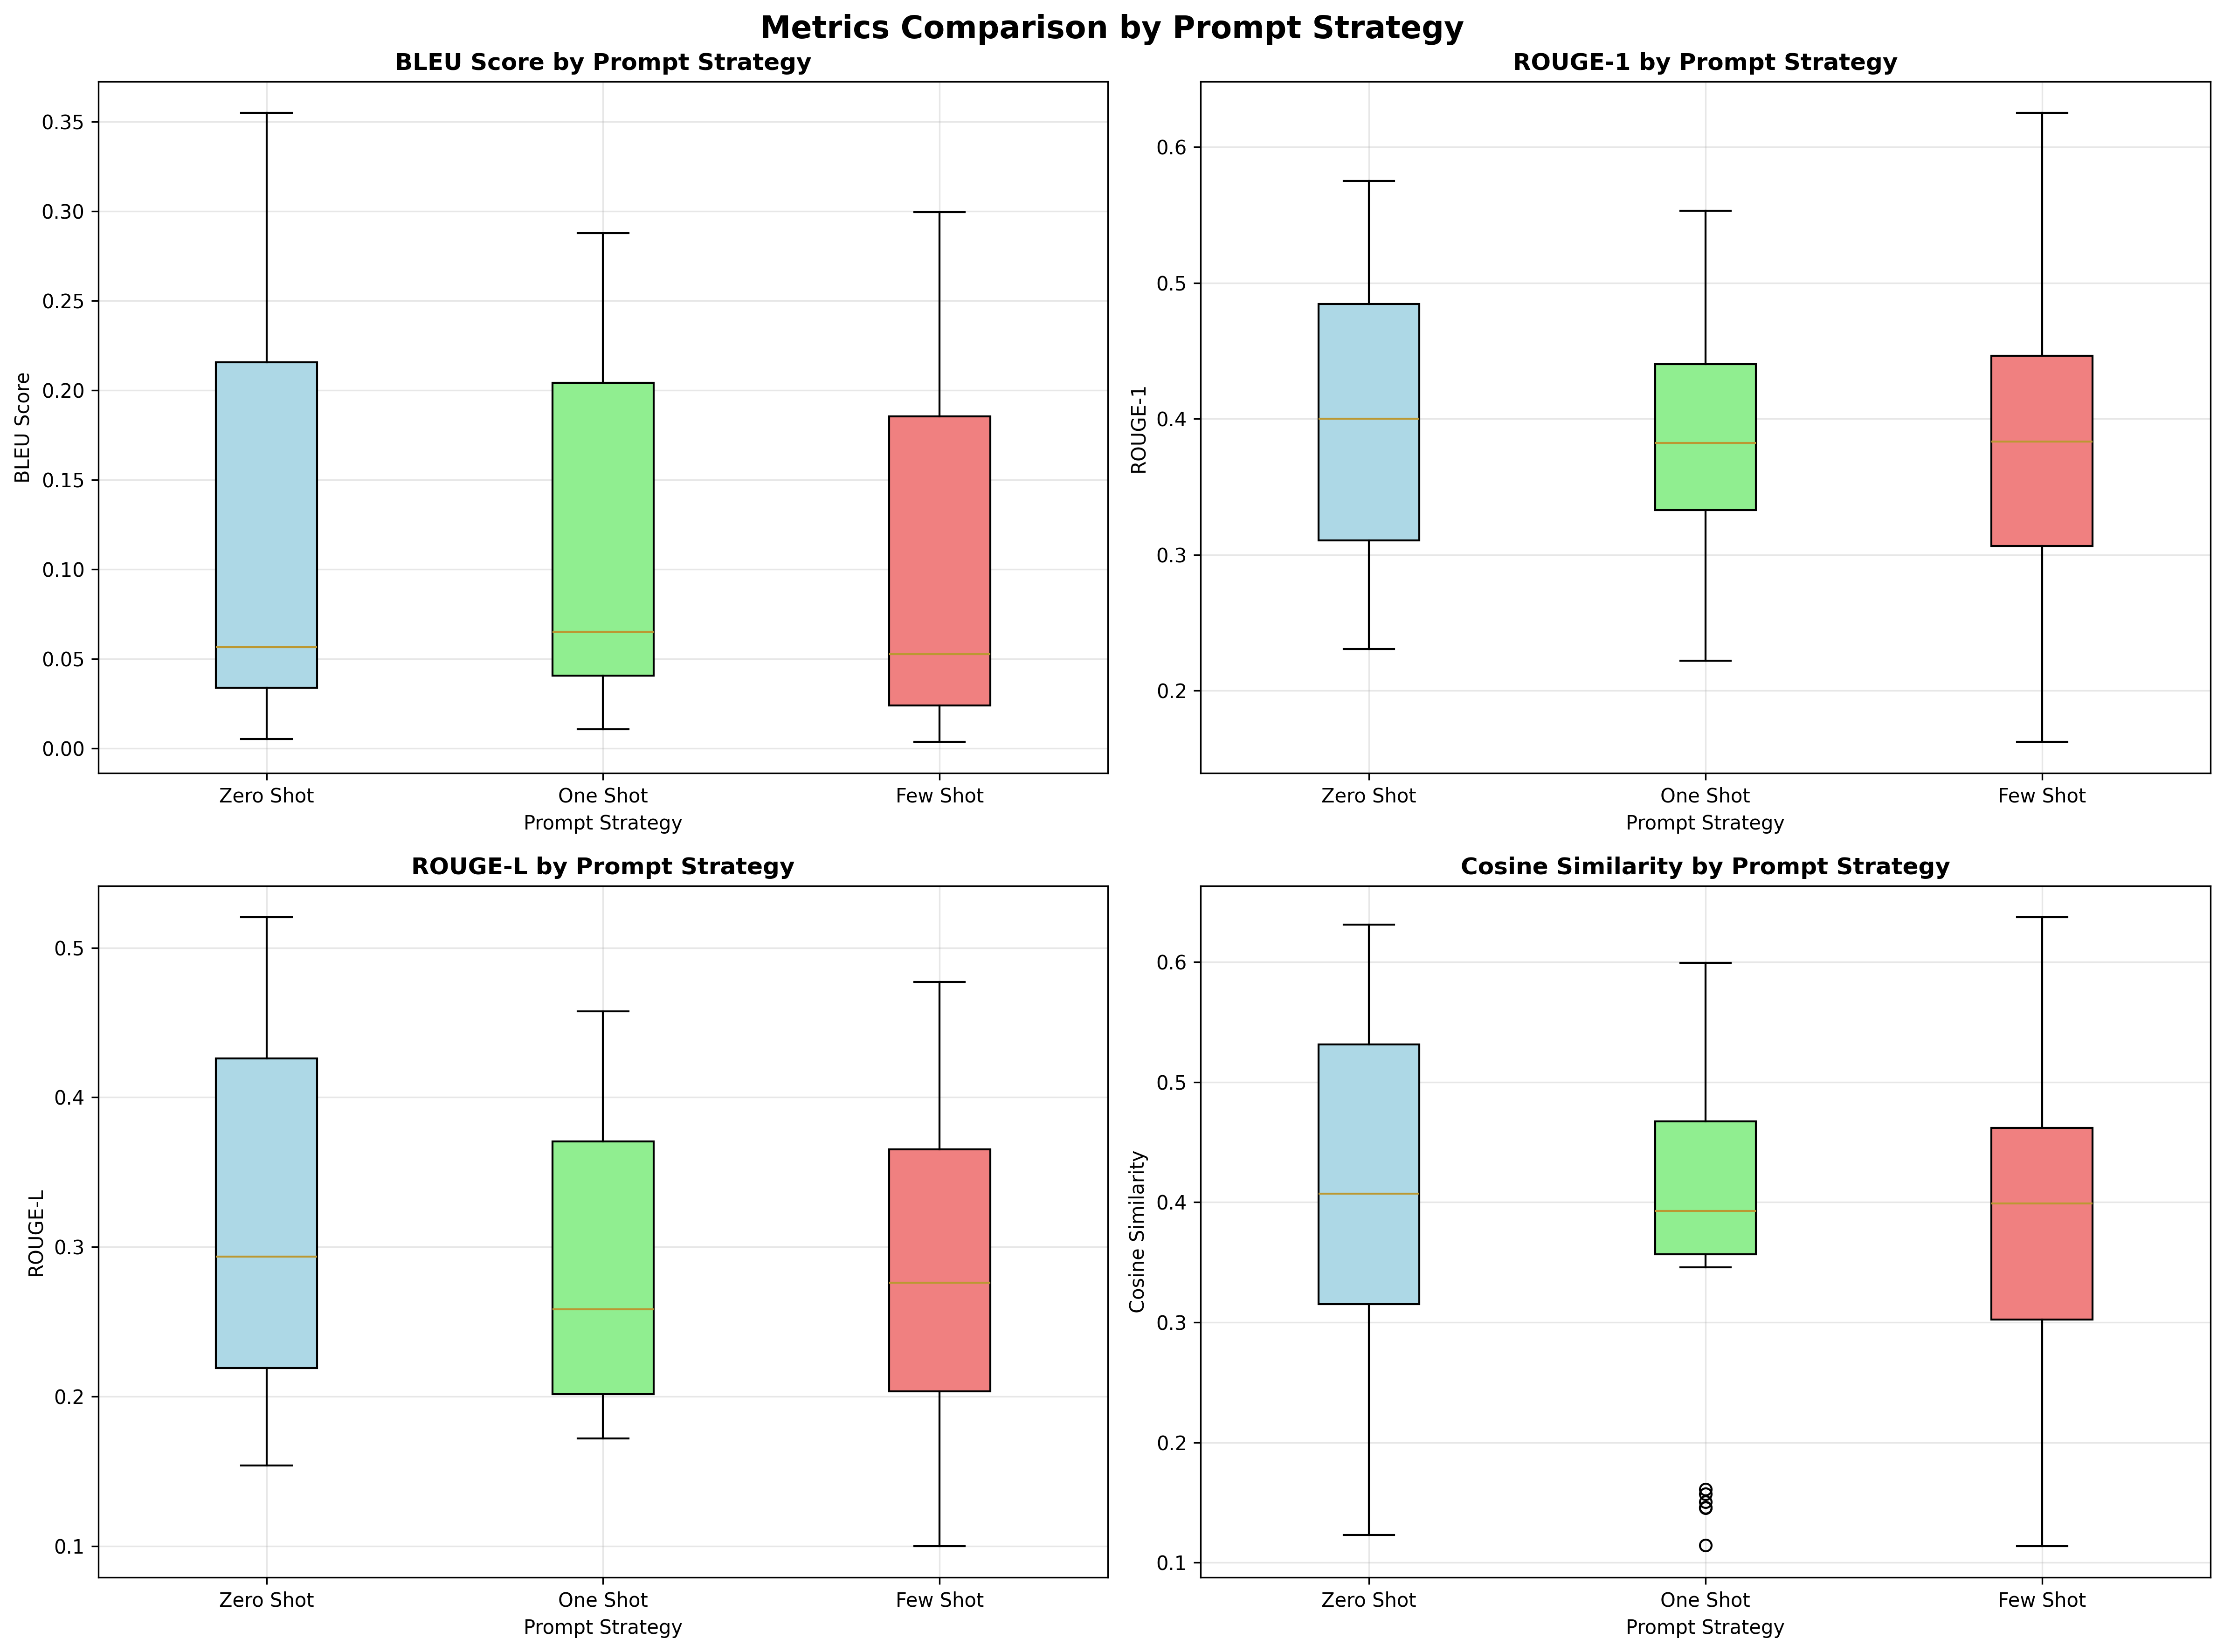 Metrics Comparison by Prompt Strategy
BLEU Score by Prompt Strategy
BLEU Score
0.35
0.30
0.25
0.20
0.15
0.10
0.05
0.00
Zero Shot
One Shot
Few Shot
Prompt Strategy
ROUGE-1 by Prompt Strategy
ROUGE-1
0.6
0.5
0.4
0.3
0.2
Zero Shot
One Shot
Few Shot
Prompt Strategy
ROUGE-L by Prompt Strategy
ROUGE-L
0.5
0.4
0.3
0.2
0.1
Zero Shot
One Shot
Few Shot
Prompt Strategy
Cosine Similarity by Prompt Strategy
Cosine Similarity
0.6
0.5
0.4
0.3
0.2
0.1
Zero Shot
One Shot
Few Shot
Prompt Strategy